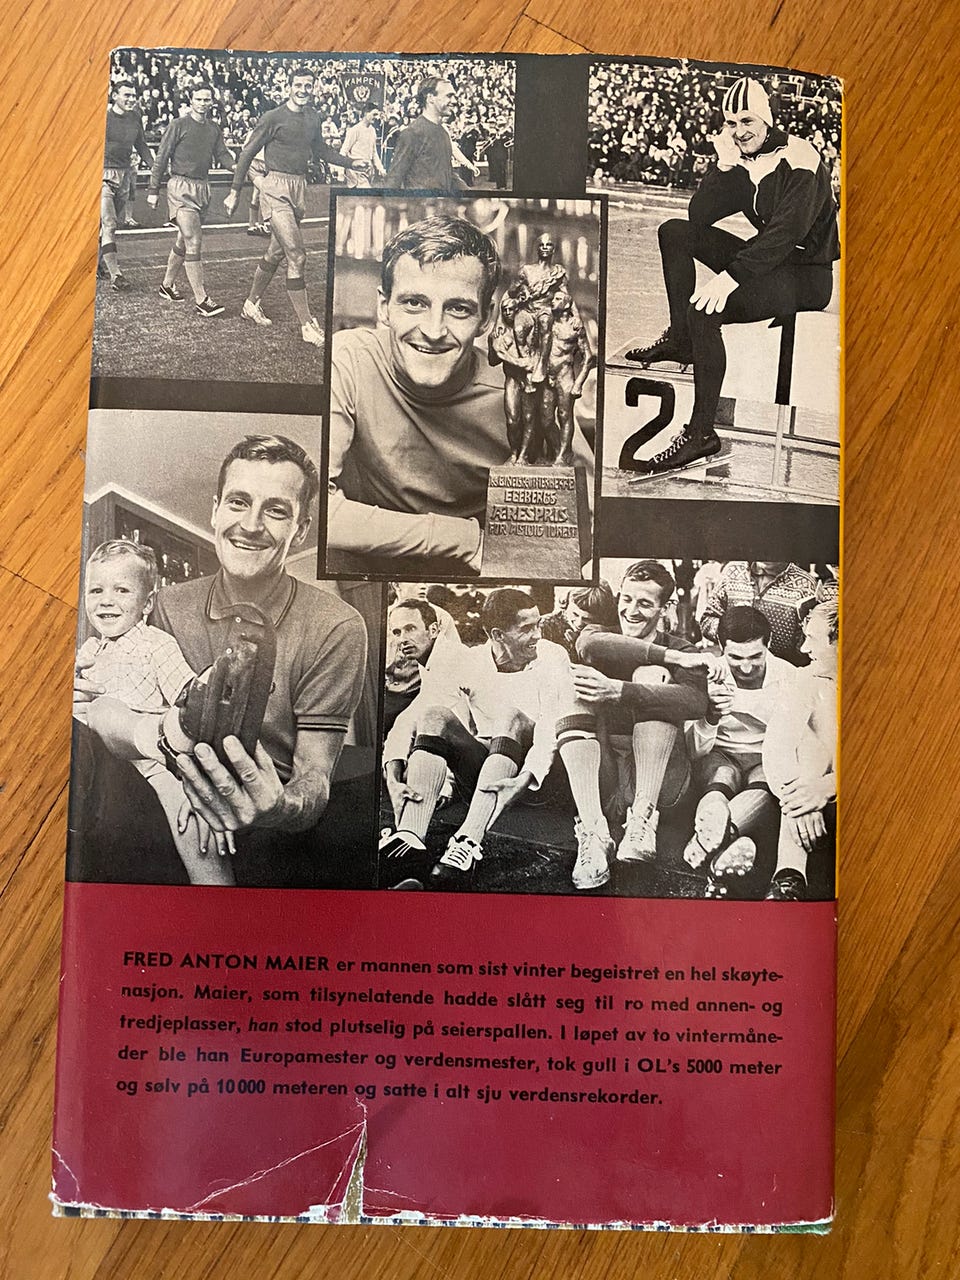 KAMPEN
2
EGEBERGS
ÆRESPRIS
FOR ALSIDIG IDRETT
FRED ANTON MAIER er mannen som sist vinter begeistret en hel skøyte-
nasjon. Maier, som tilsynelatende hadde slått seg til ro med annen- og
tredjeplasser, han stod plutselig på seierspallen. I løpet av to vintermåne-
der ble han Europamester og verdensmester, tok gull i OL's 5000 meter
og sølv på 10 000 meteren og satte i alt sju verdensrekorder.